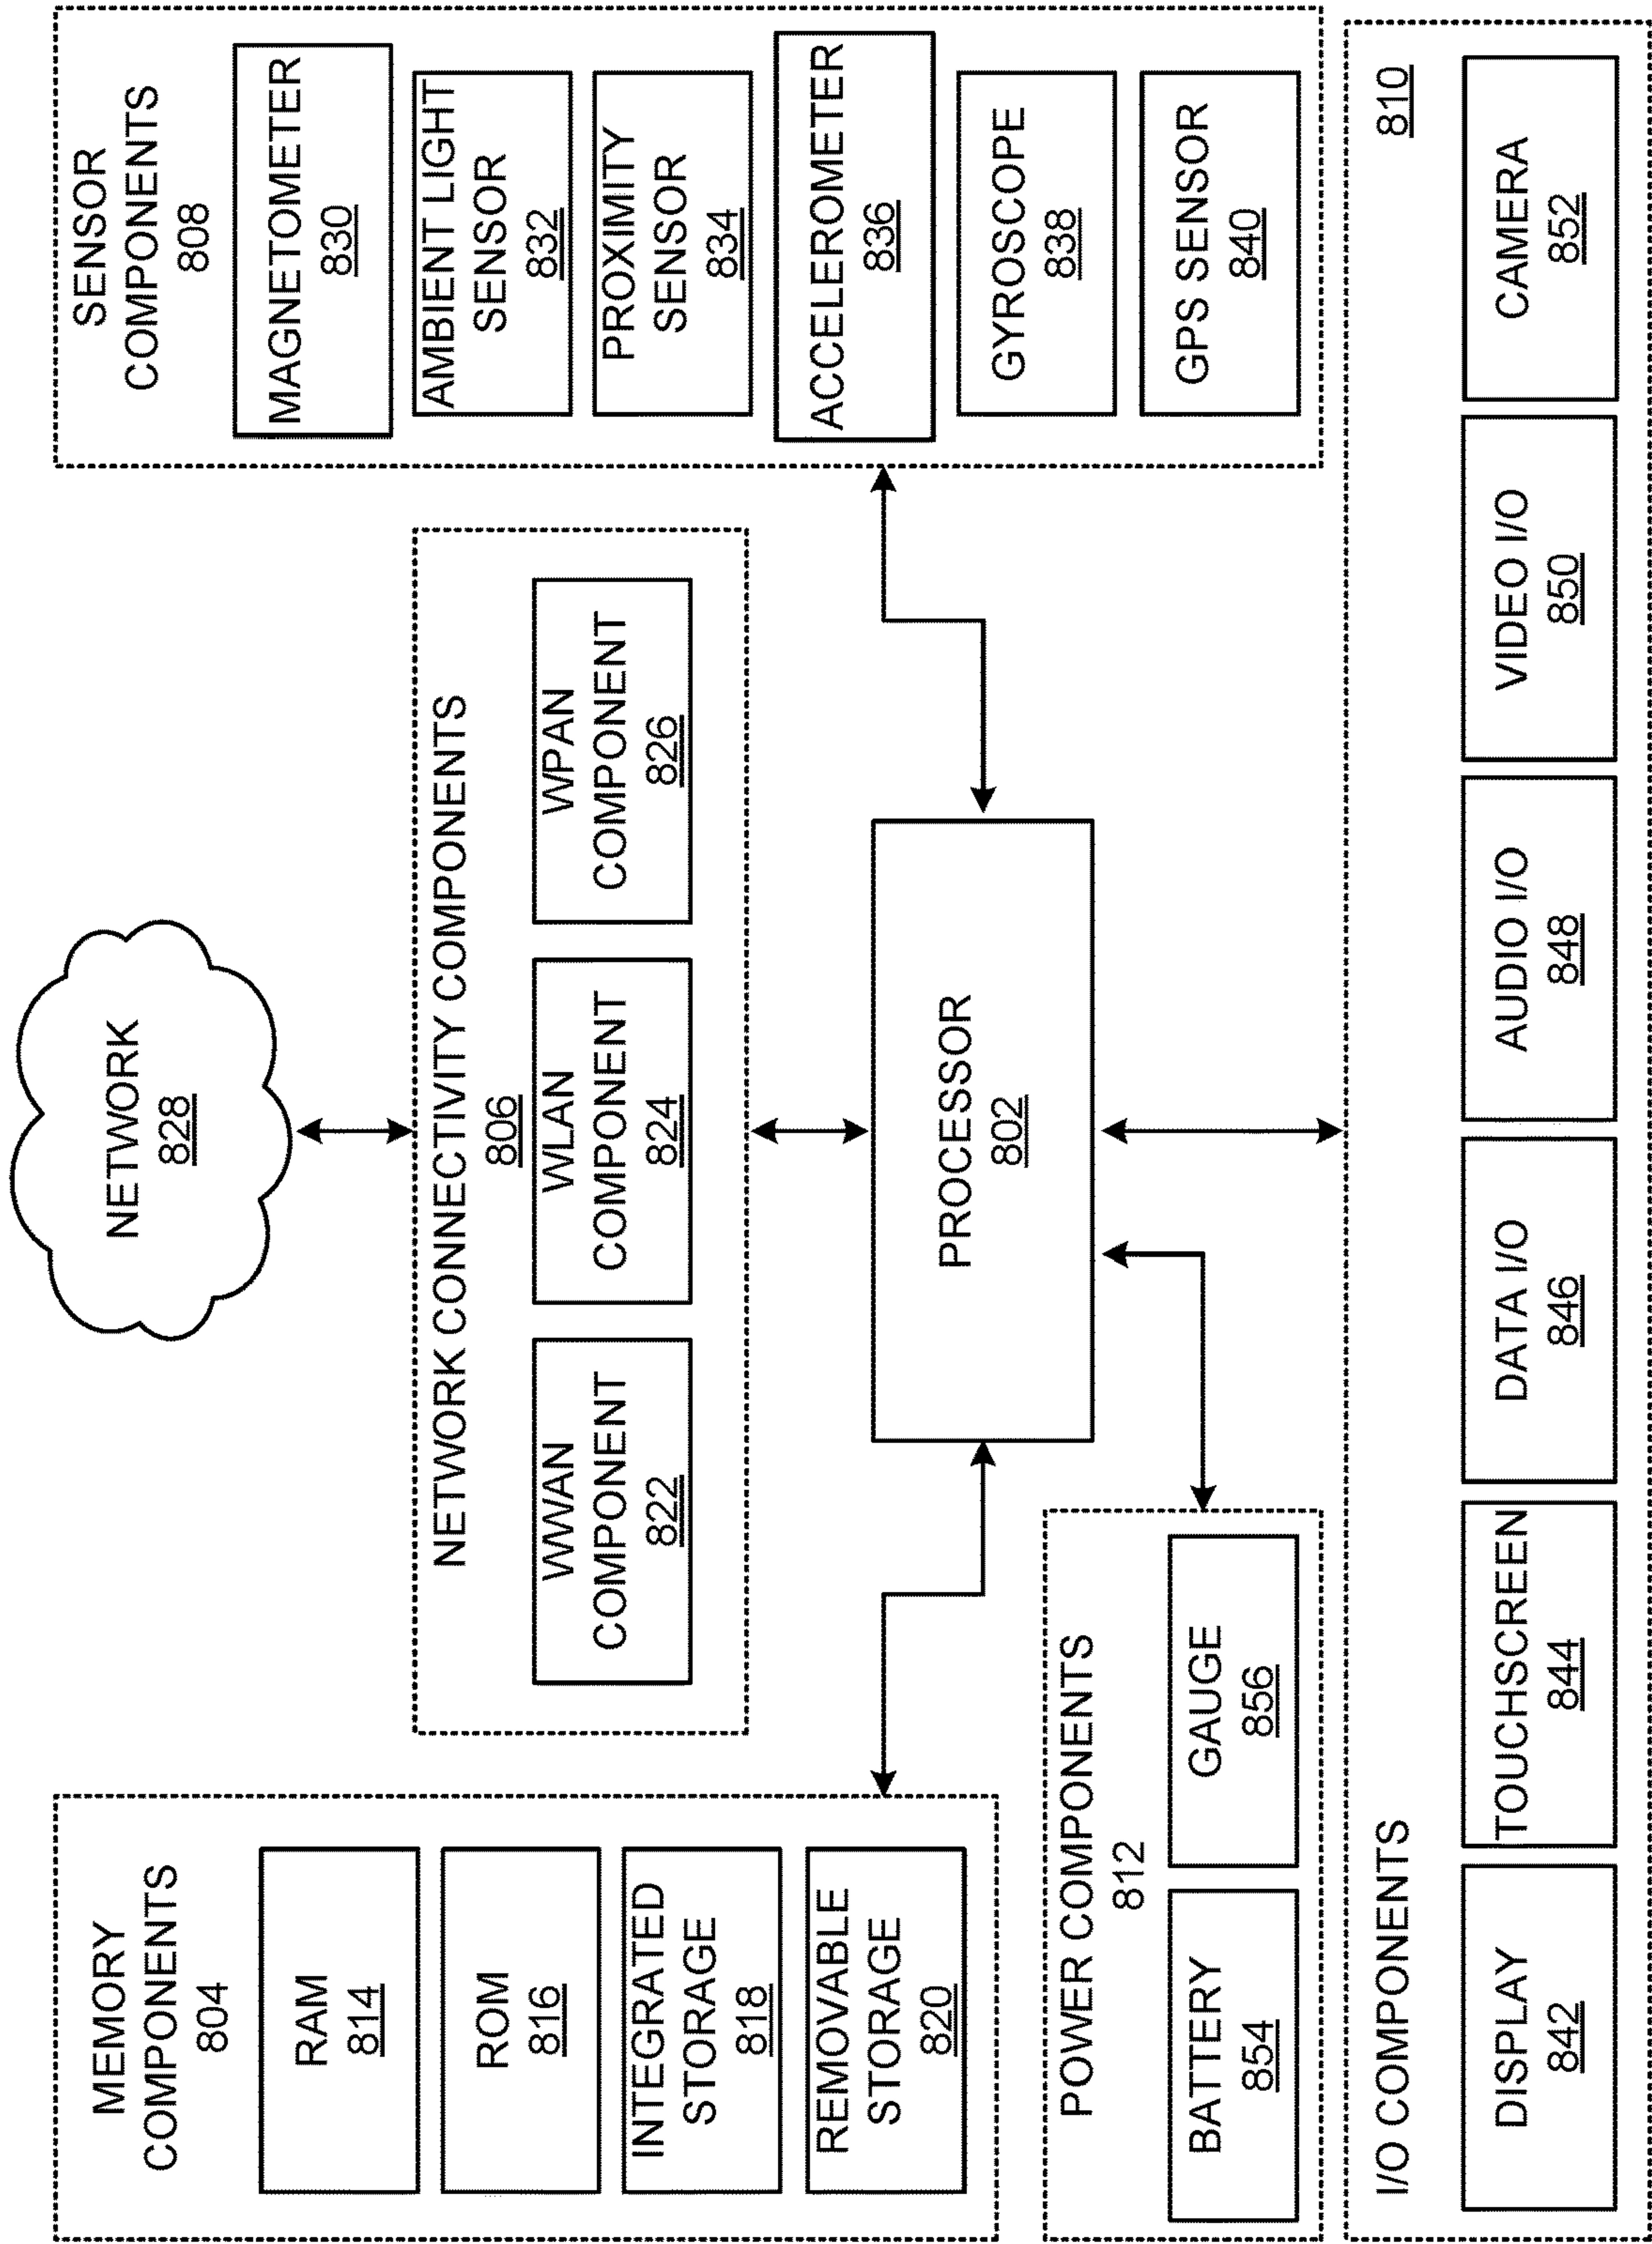 NETWORK
828
MEMORY
COMPONENTS
804
RAM
814
ROM
816
INTEGRATED
STORAGE
818
REMOVABLE
STORAGE
820
NETWORK CONNECTIVITY COMPONENTS
806
WWAN
COMPONENT
822
WLAN
COMPONENT
824
WPAN
COMPONENT
826
SENSOR
COMPONENTS
808
MAGNETOMETER
830
AMBIENT LIGHT
SENSOR
832
PROXIMITY
SENSOR
834
ACCELEROMETER
836
GYROSCOPE
838
GPS SENSOR
840
PROCESSOR
802
POWER COMPONENTS
812
BATTERY
854
GAUGE
856
I/O COMPONENTS
810
DISPLAY
842
TOUCHSCREEN
844
DATA I/O
846
AUDIO I/O
848
VIDEO I/O
850
CAMERA
852